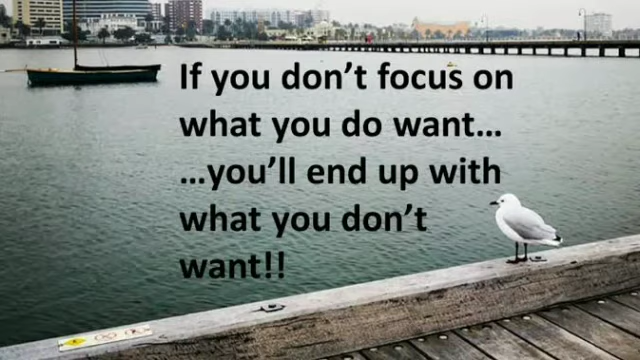 If you don’t focus on
what you do want…
…you’ll end up with
what you don’t
want!!